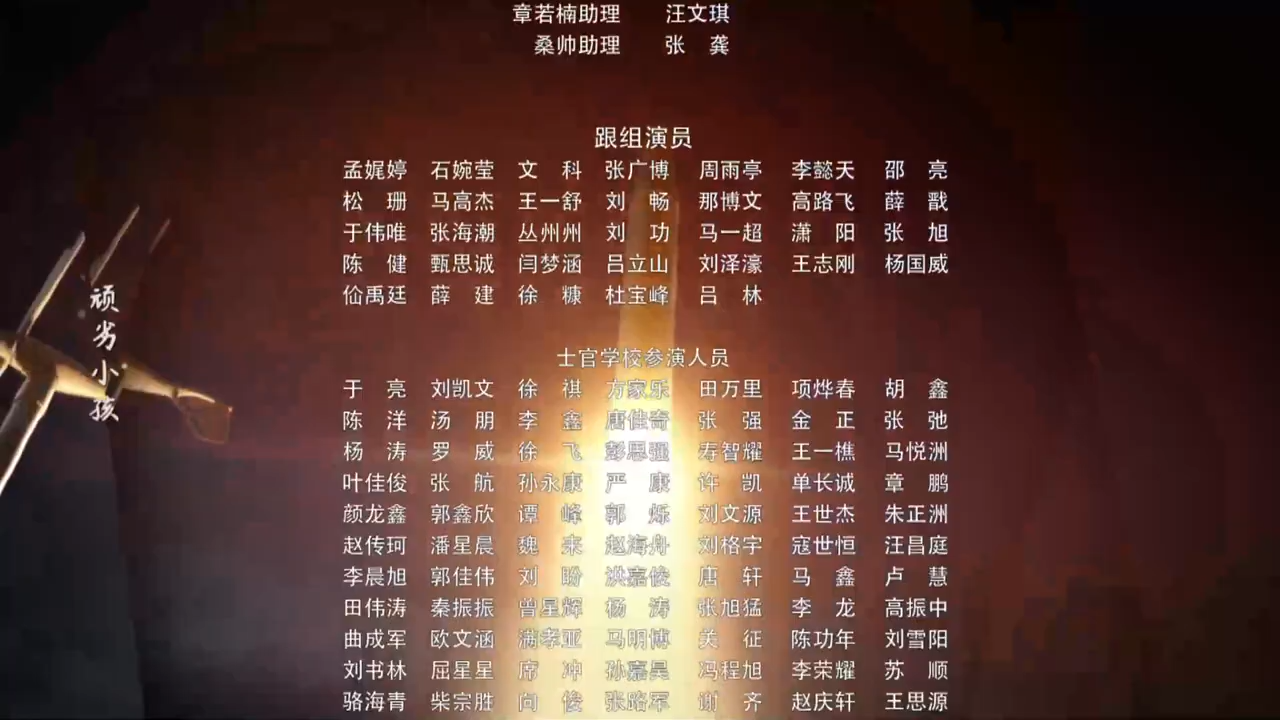 章若楠助理 汪文琪
桑帅助理 张 龚
跟组演员
孟娓婷 石婉莹 文 科 张广博 周雨亭 李懿天 邵 亮
松 珊 马高杰 王一舒 刘 畅 那博文 高路飞 薛 戬
于伟唯 张海潮 丛州州 刘 功 马一超 潇 阳 张 旭
陈 健 甄思诚 闫梦涵 吕立山 刘泽濠 王志刚 杨国威
仙禹廷 薛 建 徐 糠 杜宝峰 吕 林
士官学校参演人员
于 亮 刘凯文 徐 祺 方家乐 田万里 项烨春 胡 鑫
陈 洋 汤 朋 李 鑫 唐佳奇 张 强 金 正 张 弛
杨 涛 罗 威 徐 飞 彭思强 寿智耀 王一樵 马悦洲
叶佳俊 张 航 孙永康 严 康 许 凯 单长诚 章 鹏
颜龙鑫 郭鑫欣 谭 峰 郭 烁 刘文源 王世杰 朱正洲
赵传珂 潘星晨 魏 来 赵海舟 刘格宇 寇世恒 汪昌庭
李晨旭 郭佳伟 刘 盼 洪嘉俊 唐 轩 马 鑫 卢 慧
田伟涛 秦振振 曾星辉 杨 涛 张旭猛 李 龙 高振中
曲成军 欧文涵 满孝亚 马明博 关 征 陈功年 刘雪阳
刘书林 屈星星 席 冲 孙嘉昊 冯程旭 李荣耀 苏 顺
骆海青 柴宗胜 向 俊 张路军 谢 齐 赵庆轩 王思源
顽劣小孩